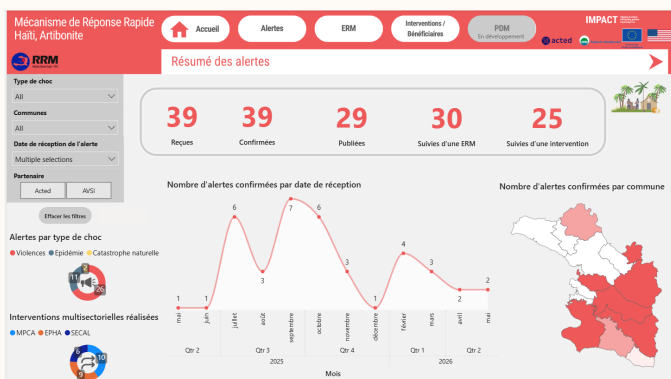 Mécanisme de Réponse Rapide
Haïti, Artibonite
Accueil
Alertes
ERM
Interventions /
Bénéficiaires
PDM
En développement
IMPACT
acted
RRM
Résumé des alertes
Type de choc
All
Communes
All
Date de réception de l'alerte
Multiple selections
Partenaire
Acted
AVSI
Effacer les filtres
39
39
29
30
25
Reçues
Confirmées
Publiées
Suivies d'une ERM
Suivies d'une intervention
Alertes par type de choc
Violences
Epidémie
Catastrophe naturelle
2
11
26
Interventions multisectorielles réalisées
MPCA
EPHA
SECAL
6
10
9
Nombre d'alertes confirmées par date de réception
1
1
6
3
7
6
3
1
4
3
2
2
mai
juin
juillet
août
septembre
octobre
novembre
décembre
février
mars
avril
mai
Qtr 2
Qtr 3
Qtr 4
Qtr 1
Qtr 2
2025
2026
Mois
Nombre d'alertes confirmées par commune